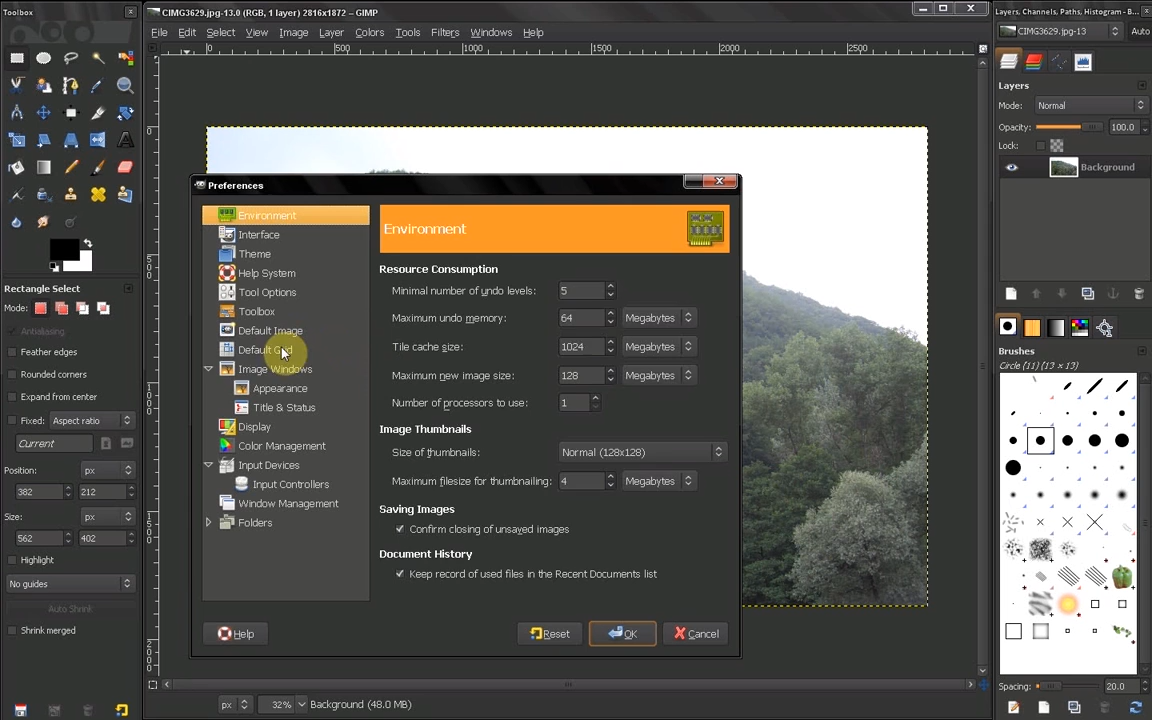 Toolbox
CIMG3629.jpg-13.0 (RGB, 1 layer) 2816x1872 – GIMP
Layers, Channels, Paths, Histogram - B...
File Edit Select View Image Layer Colors Tools Filters Windows Help
CIMG3629.jpg-13
Auto
0 500 1000 1500 2000 2500
Layers
Mode: Normal
Opacity: 100.0
Lock:
Background
Preferences
Environment
Interface
Theme
Help System
Tool Options
Toolbox
Default Image
Default Grid
Image Windows
Appearance
Title & Status
Display
Color Management
Input Devices
Input Controllers
Window Management
Folders
Environment
Resource Consumption
Minimal number of undo levels: 5
Maximum undo memory: 64 Megabytes
Tile cache size: 1024 Megabytes
Maximum new image size: 128 Megabytes
Number of processors to use: 1
Image Thumbnails
Size of thumbnails: Normal (128x128)
Maximum filesize for thumbnailing: 4 Megabytes
Saving Images
Confirm closing of unsaved images
Document History
Keep record of used files in the Recent Documents list
Help Reset OK Cancel
Rectangle Select
Mode:
Antialiasing
Feather edges
Rounded corners
Expand from center
Fixed: Aspect ratio
Current
Position: px
382 212
Size: px
562 402
Highlight
No guides
Auto Shrink
Shrink merged
Brushes
Circle (11) (13 × 13)
Spacing: 20.0
px 32% Background (48.0 MB)